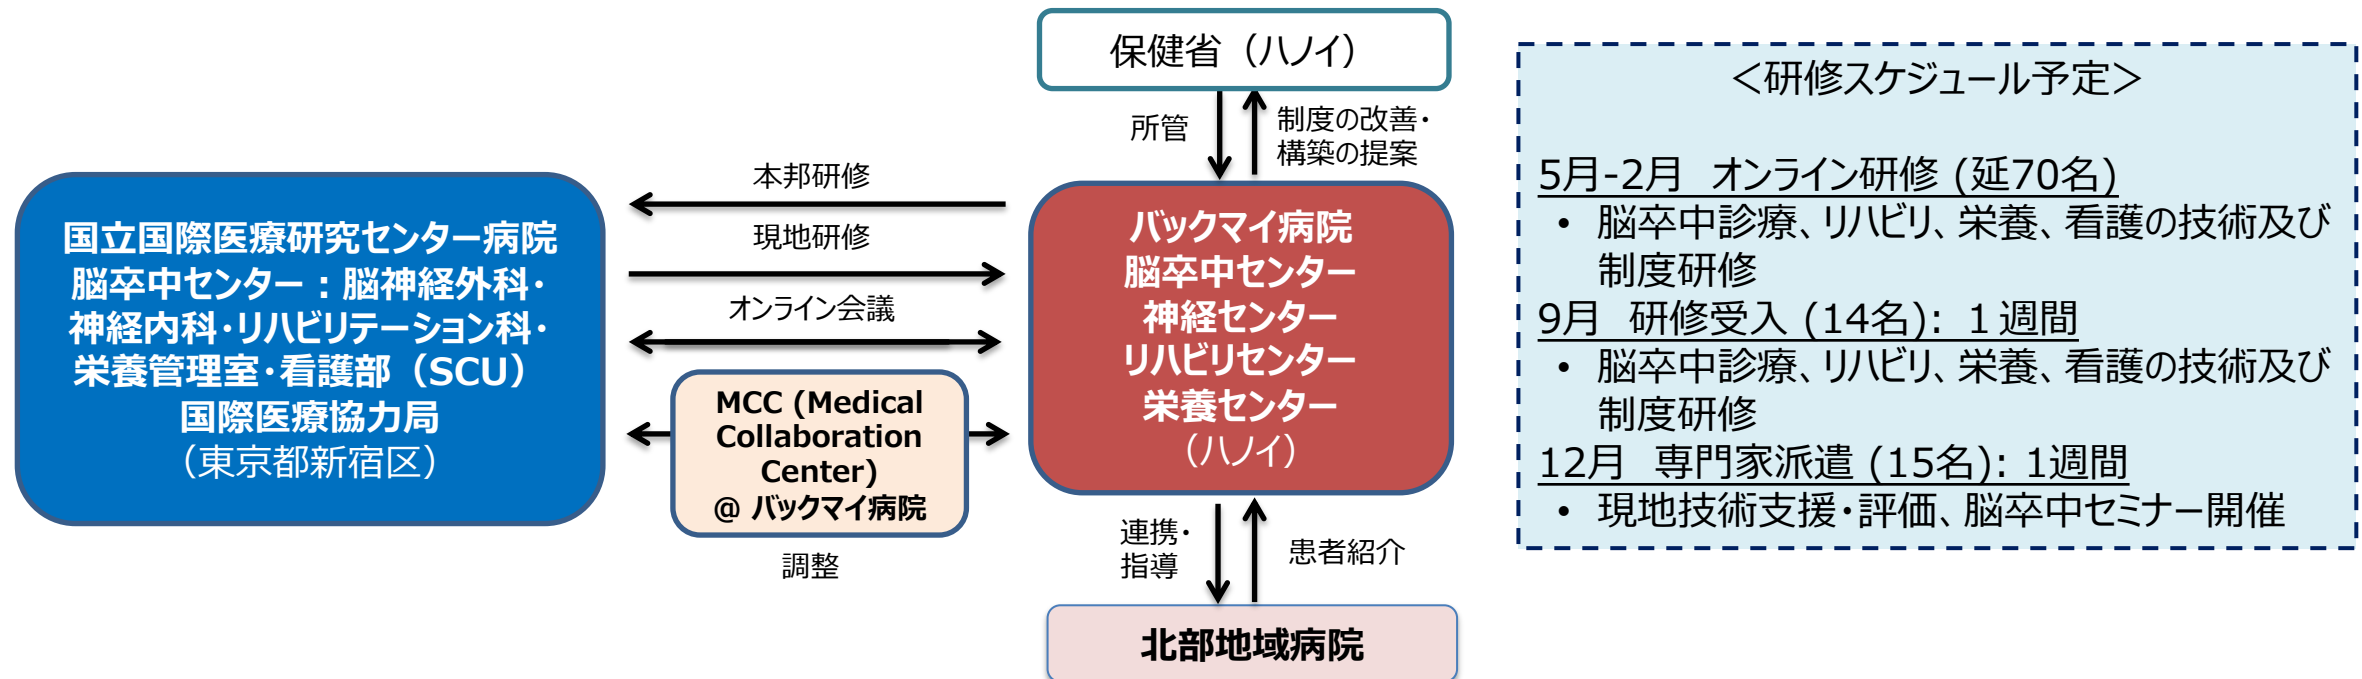 保健省（ハノイ）
所管
制度の改善・
構築の提案
本邦研修
現地研修
オンライン会議
国立国際医療研究センター病院
脳卒中センター：脳神経外科・
神経内科・リハビリテーション科・
栄養管理室・看護部（SCU）
国際医療協力局
（東京都新宿区）
MCC (Medical
Collaboration
Center)
@ バックマイ病院
調整
バックマイ病院
脳卒中センター
神経センター
リハビリセンター
栄養センター
（ハノイ）
連携・
指導
患者紹介
北部地域病院
＜研修スケジュール予定＞
5月-2月　オンライン研修 (延70名)
• 脳卒中診療、リハビリ、栄養、看護の技術及び
制度研修
9月　研修受入 (14名): １週間
• 脳卒中診療、リハビリ、栄養、看護の技術及び
制度研修
12月　専門家派遣 (15名): 1週間
• 現地技術支援・評価、脳卒中セミナー開催